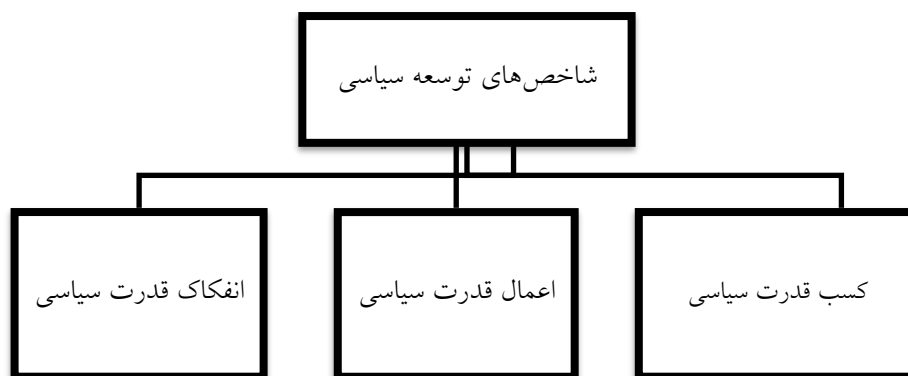 شاخص‌های توسعه سیاسی
کسب قدرت سیاسی
اعمال قدرت سیاسی
انفکاک قدرت سیاسی